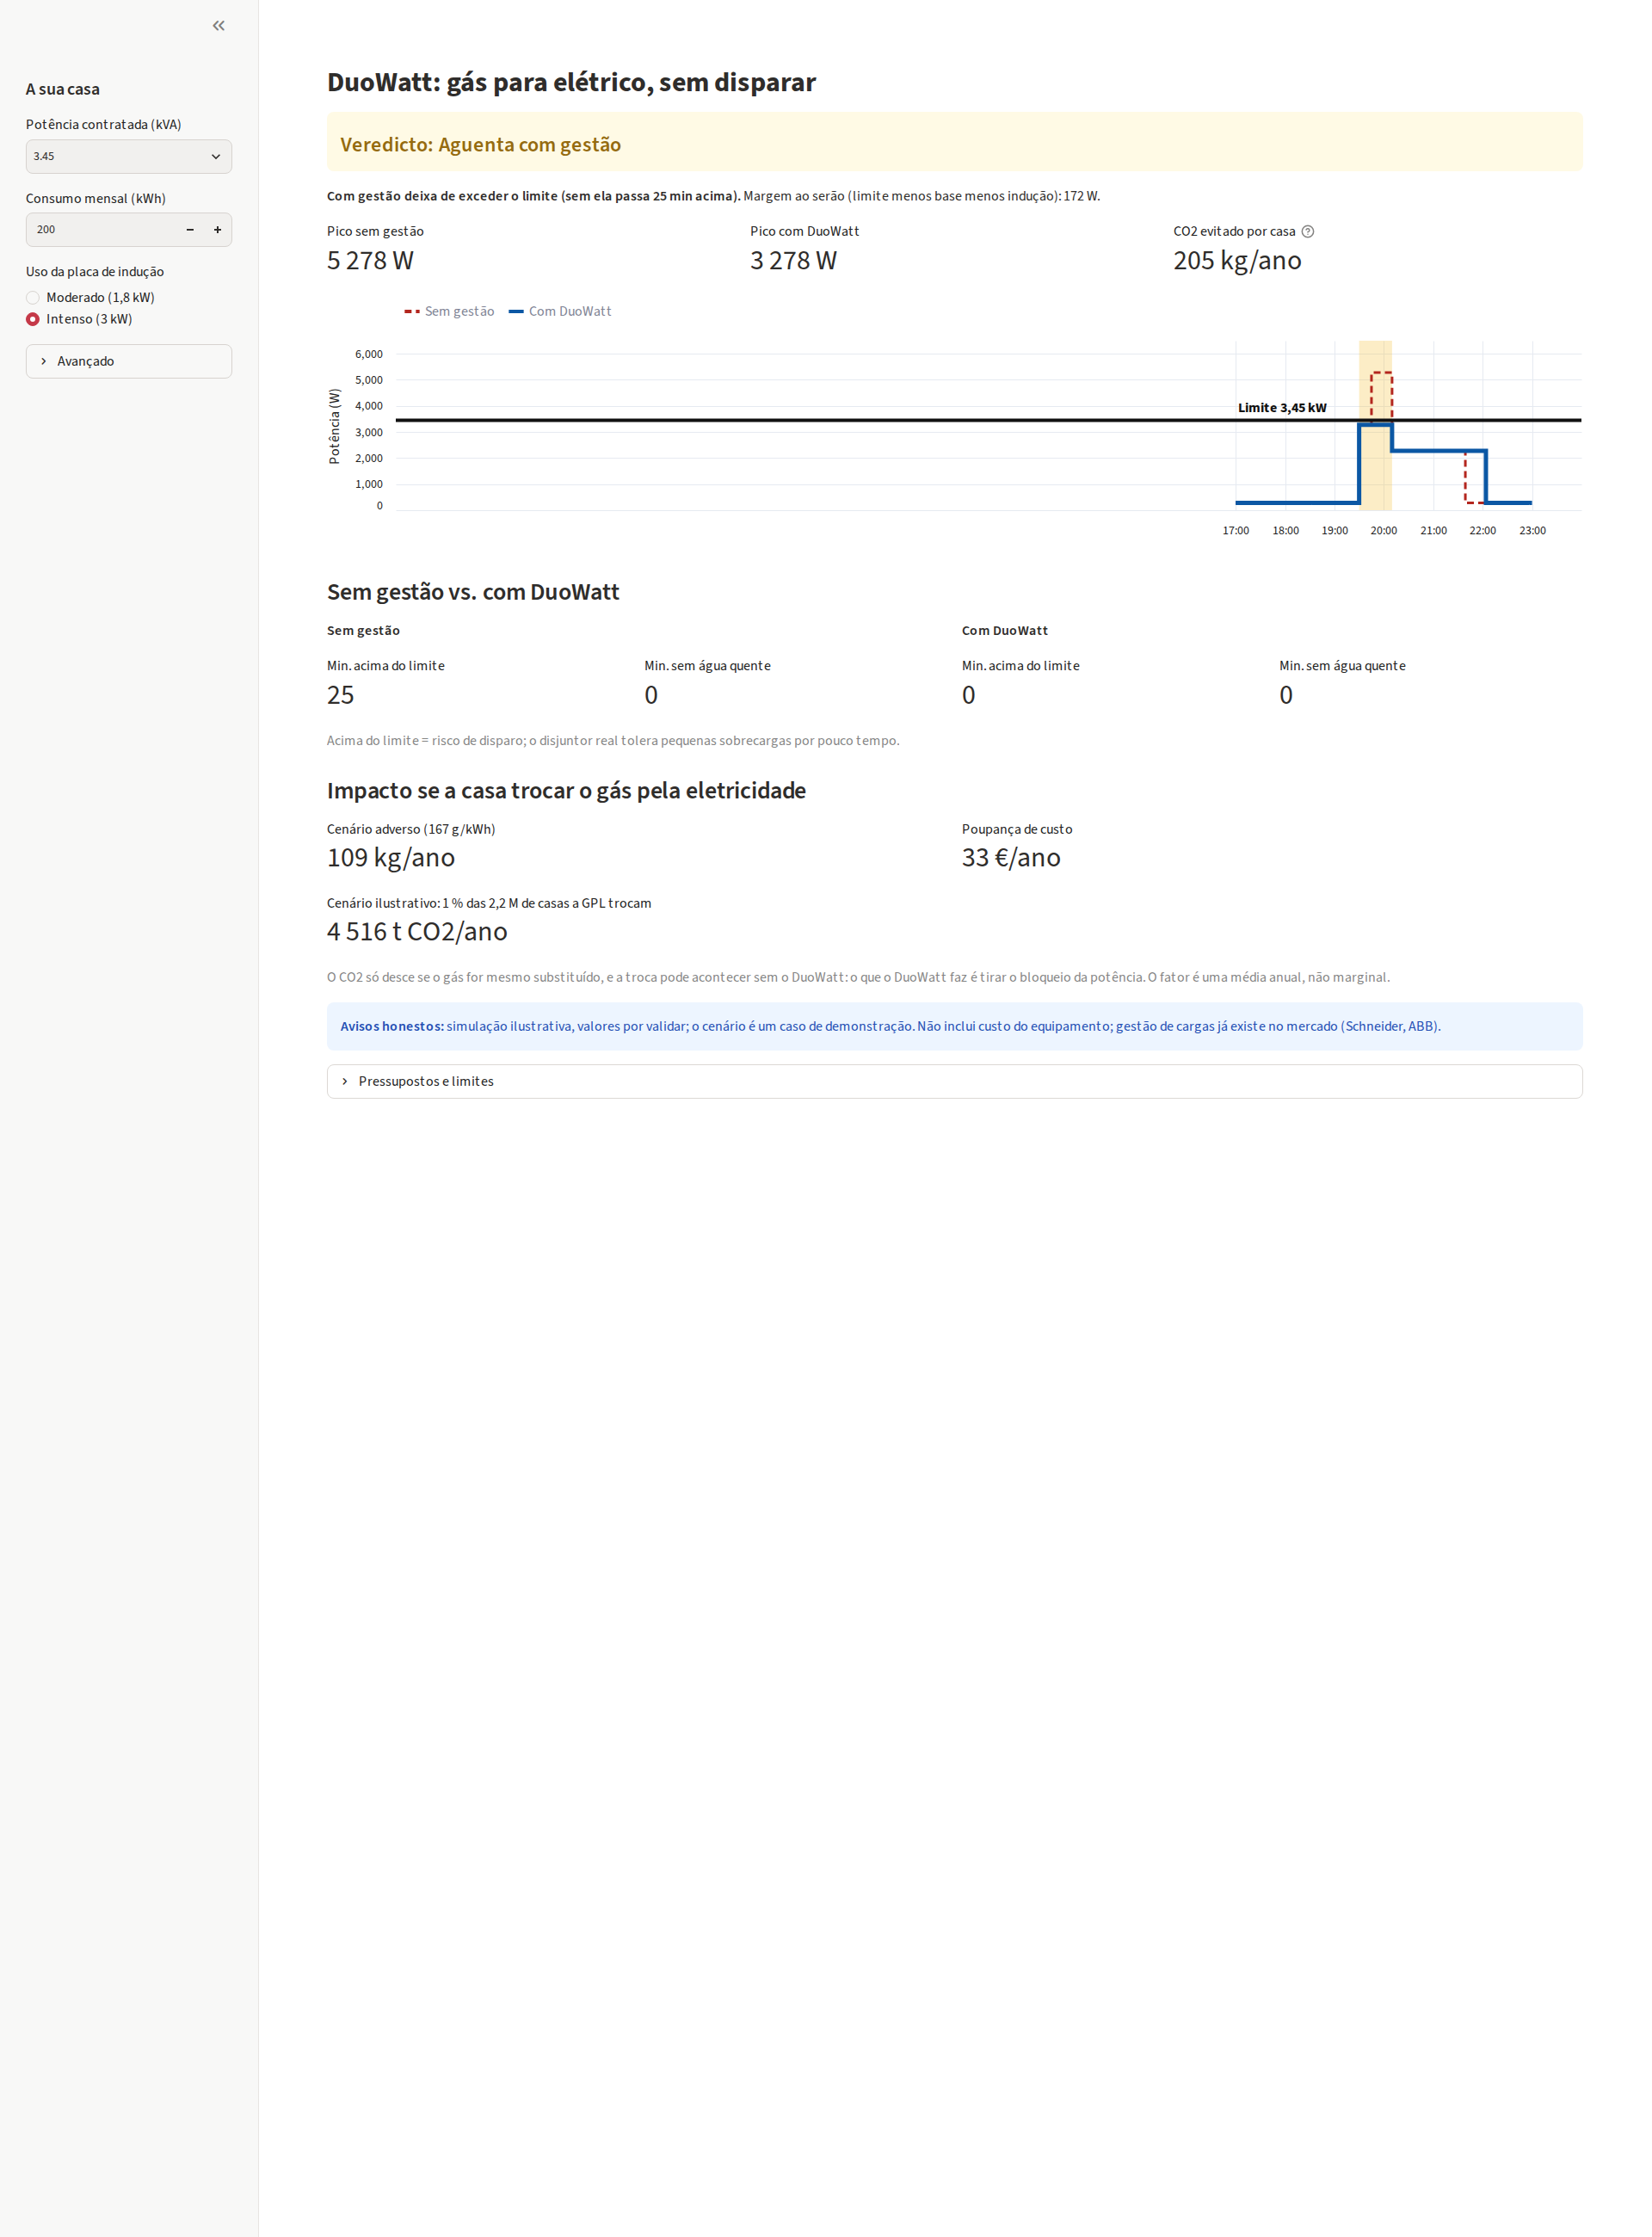 A sua casa
Potência contratada (kVA)
3.45
Consumo mensal (kWh)
200
Uso da placa de indução
Moderado (1,8 kW)
Intenso (3 kW)
Avançado
DuoWatt: gás para elétrico, sem disparar
Veredicto: Aguenta com gestão
Com gestão deixa de exceder o limite (sem ela passa 25 min acima). Margem ao serão (limite menos base menos indução): 172 W.
Pico sem gestão
5 278 W
Pico com DuoWatt
3 278 W
CO2 evitado por casa
205 kg/ano
Sem gestão Com DuoWatt
Potência (W)
6,000
5,000
4,000
3,000
2,000
1,000
0
Limite 3,45 kW
17:00 18:00 19:00 20:00 21:00 22:00 23:00
Sem gestão vs. com DuoWatt
Sem gestão
Min. acima do limite
25
Min. sem água quente
0
Com DuoWatt
Min. acima do limite
0
Min. sem água quente
0
Acima do limite = risco de disparo; o disjuntor real tolera pequenas sobrecargas por pouco tempo.
Impacto se a casa trocar o gás pela eletricidade
Cenário adverso (167 g/kWh)
109 kg/ano
Poupança de custo
33 €/ano
Cenário ilustrativo: 1 % das 2,2 M de casas a GPL trocam
4 516 t CO2/ano
O CO2 só desce se o gás for mesmo substituído, e a troca pode acontecer sem o DuoWatt: o que o DuoWatt faz é tirar o bloqueio da potência. O fator é uma média anual, não marginal.
Avisos honestos: simulação ilustrativa, valores por validar; o cenário é um caso de demonstração. Não inclui custo do equipamento; gestão de cargas já existe no mercado (Schneider, ABB).
Pressupostos e limites